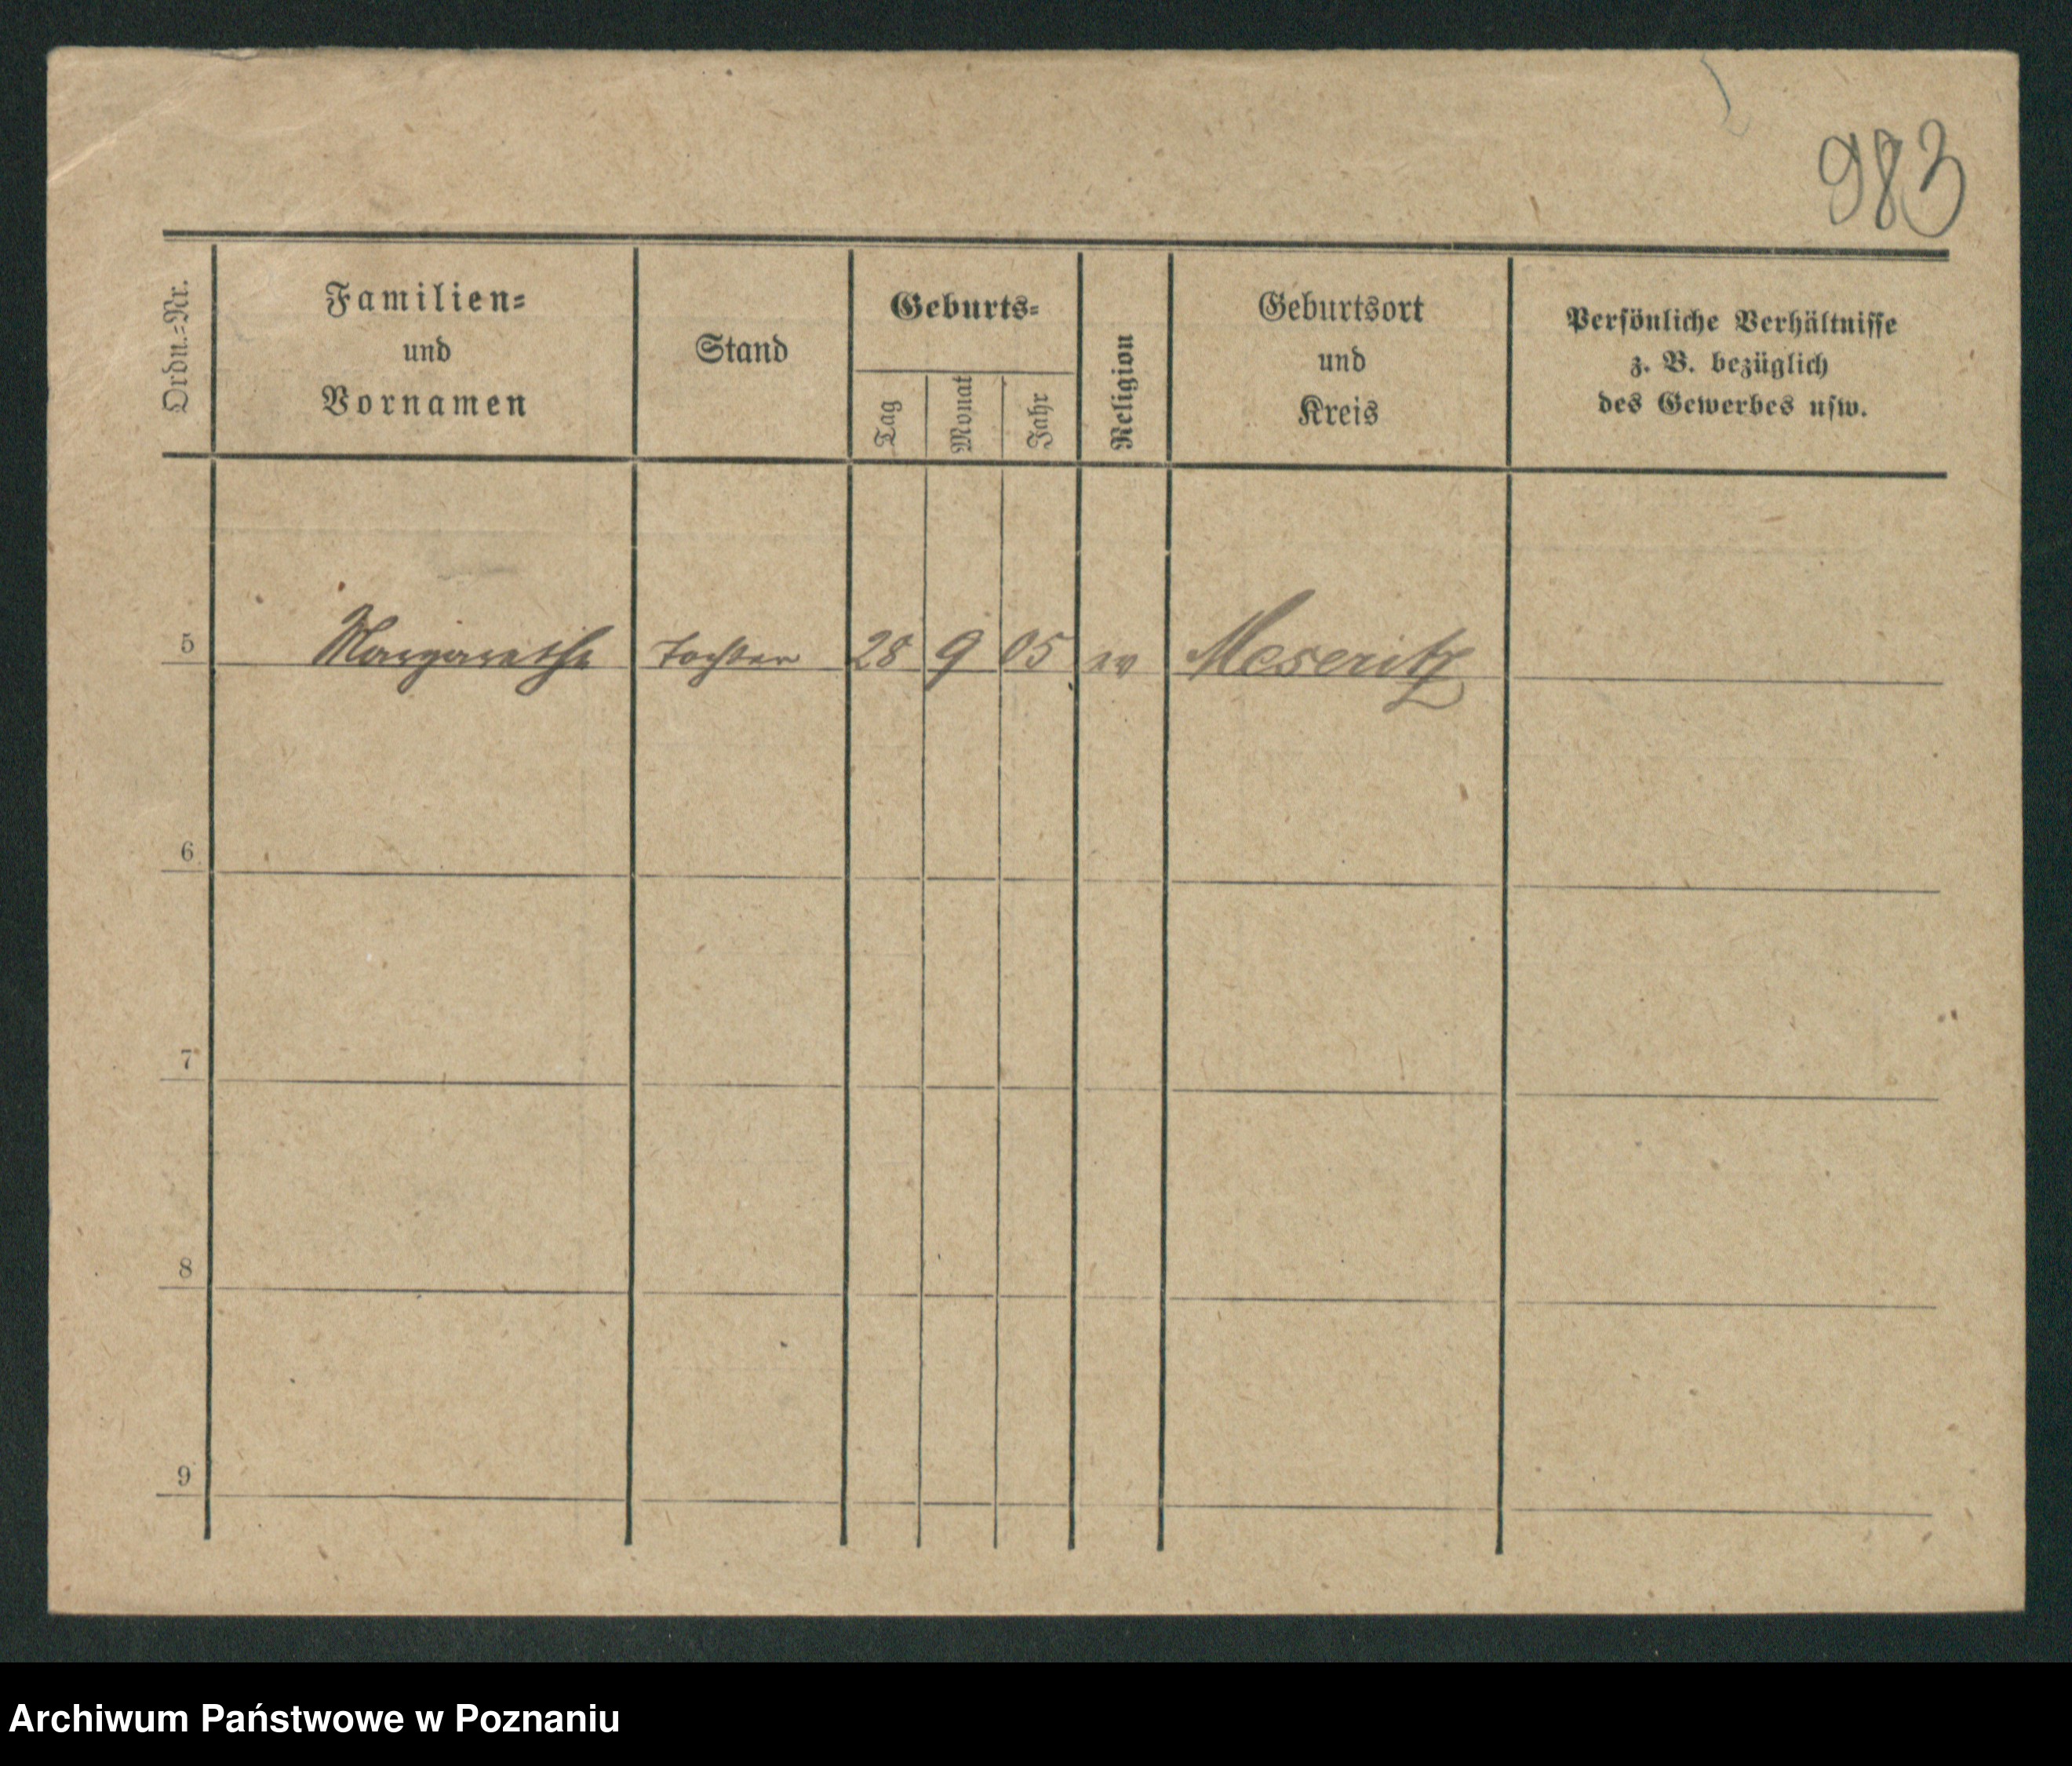 983
Ordn.-Nr.
Familien-
und
Vornamen
Stand
Geburts-
Tag
Monat
Jahr
Religion
Geburtsort
und
Kreis
Persönliche Verhältnisse
z. B. bezüglich
des Gewerbes usw.
5 Margarethe Tochter 28 9 05 ev Meseritz
6
7
8
9
Archiwum Państwowe w Poznaniu